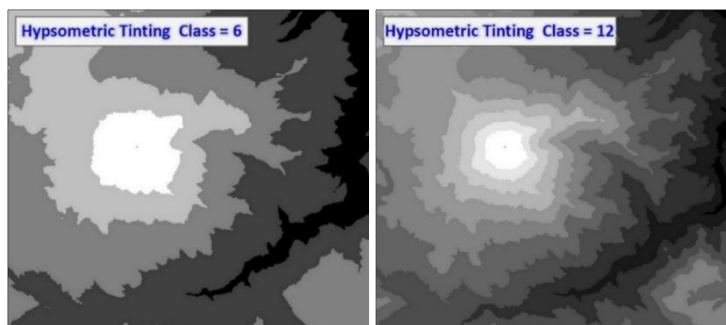 Hypsometric Tinting Class = 6
Hypsometric Tinting Class = 12